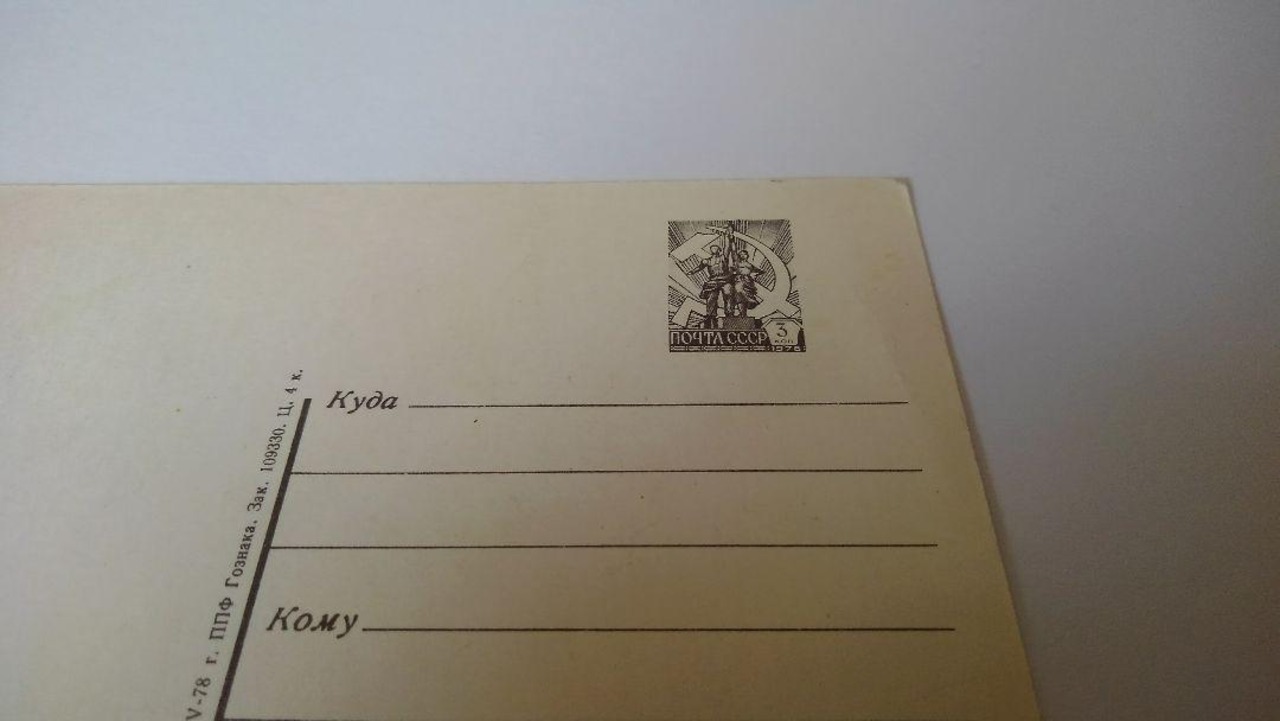 ПОЧТА СССР 3 КОП
1976
Куда
Кому
V-78 г. ППФ Гознака. Зак. 109330. Ц. 4 к.